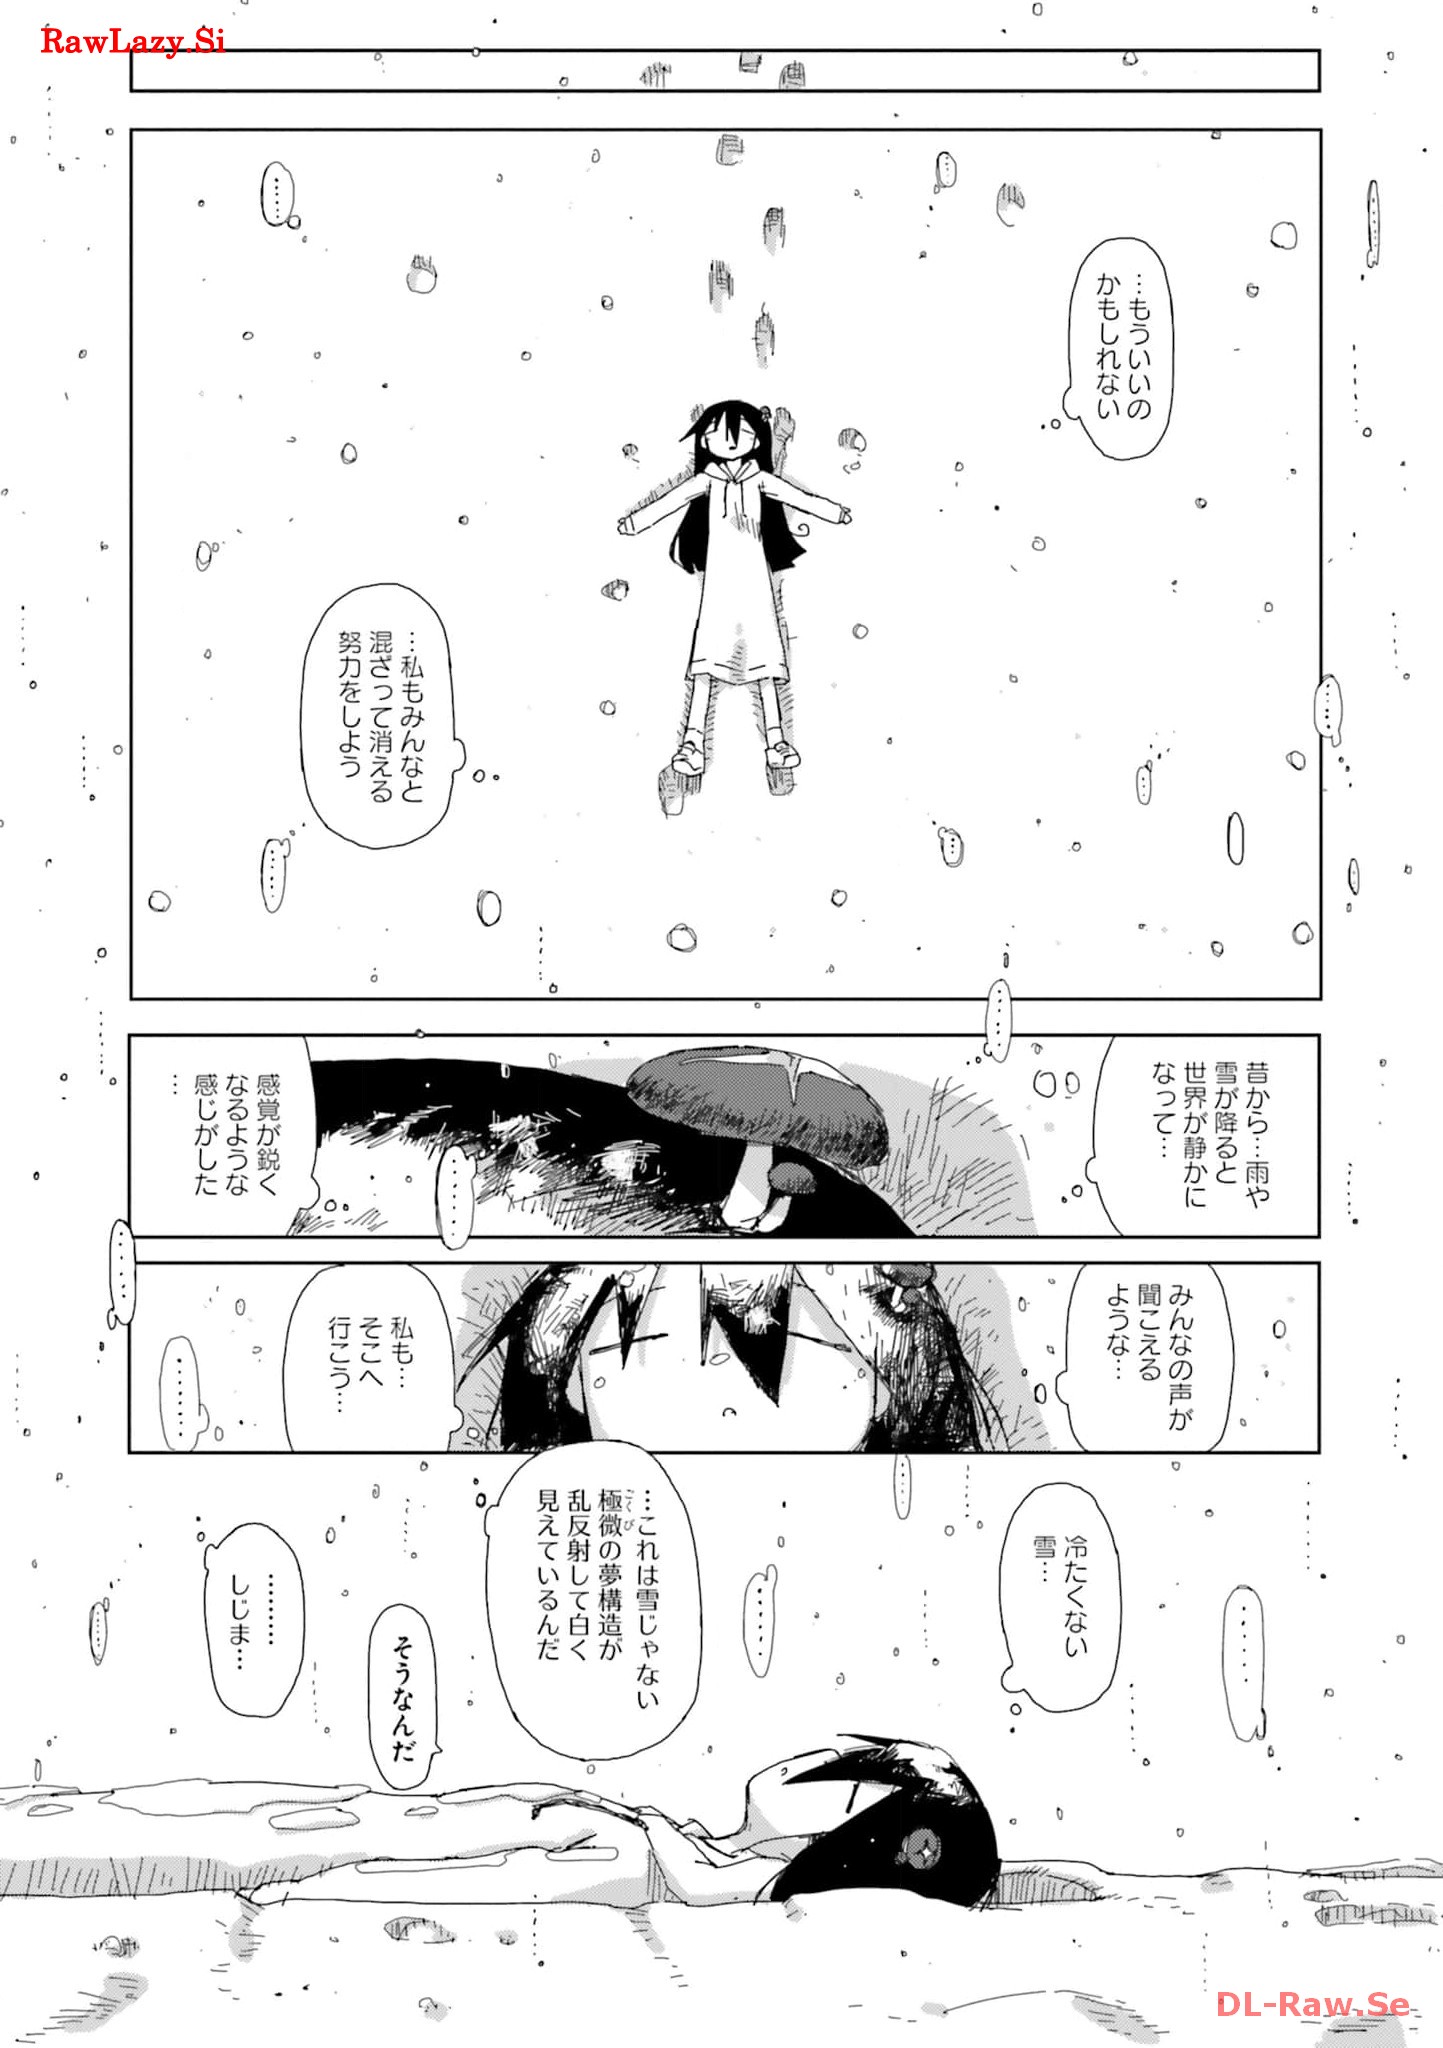 RawLazy.Si
…もういいの
かもしれない
…私もみんなと
混ざって消える
努力をしよう
昔から…雨や
雪が降ると
世界が静かに
なって…
感覚が鋭く
なるような
感じがした
…
みんなの声が
聞こえる
ような…
私も…
そこへ
行こう…
冷たくない
雪…
…これは雪じゃない
極微の夢構造が
ごくび
乱反射して白く
見えているんだ
そうなんだ
………
しじま…
DL-Raw.Se